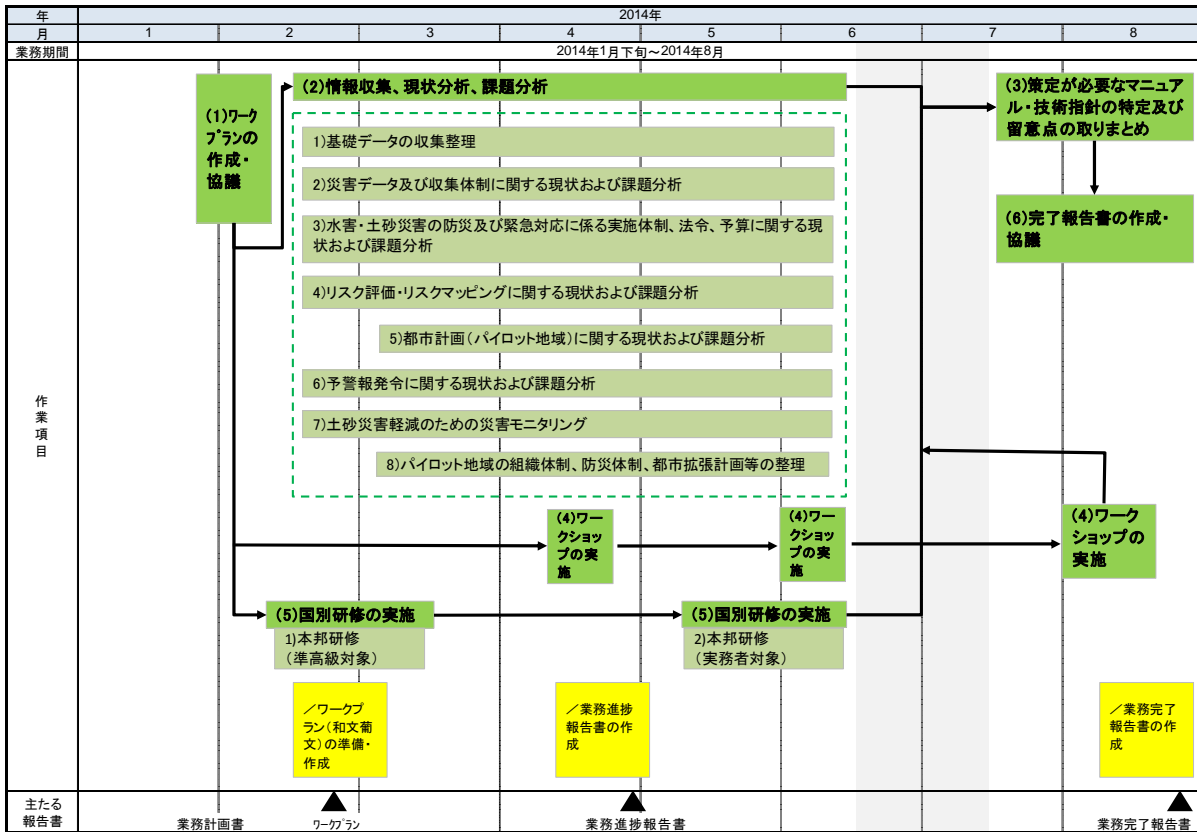 年
2014年
月
1
2
3
4
5
6
7
8
業務期間
2014年1月下旬～2014年8月
作業項目
(1)ワーク
プランの
作成・
協議
(2)情報収集、現状分析、課題分析
1)基礎データの収集整理
2)災害データ及び収集体制に関する現状および課題分析
3)水害・土砂災害の防災及び緊急対応に係る実施体制、法令、予算に関する現
状および課題分析
4)リスク評価・リスクマッピングに関する現状および課題分析
5)都市計画（パイロット地域）に関する現状および課題分析
6)予警報発令に関する現状および課題分析
7)土砂災害軽減のための災害モニタリング
8)パイロット地域の組織体制、防災体制、都市拡張計画等の整理
(3)策定が必要なマニュア
ル・技術指針の特定及び
留意点の取りまとめ
(6)完了報告書の作成・
協議
(4)ワー
クショッ
プの実
施
(4)ワー
クショッ
プの実
施
(4)ワーク
ショップの
実施
(5)国別研修の実施
1)本邦研修
（準高級対象）
(5)国別研修の実施
2)本邦研修
（実務者対象）
／ワークプ
ラン（和文葡
文）の準備・
作成
／業務進捗
報告書の作
成
／業務完了
報告書の作
成
主たる
報告書
業務計画書
ワークプラン
業務進捗報告書
業務完了報告書